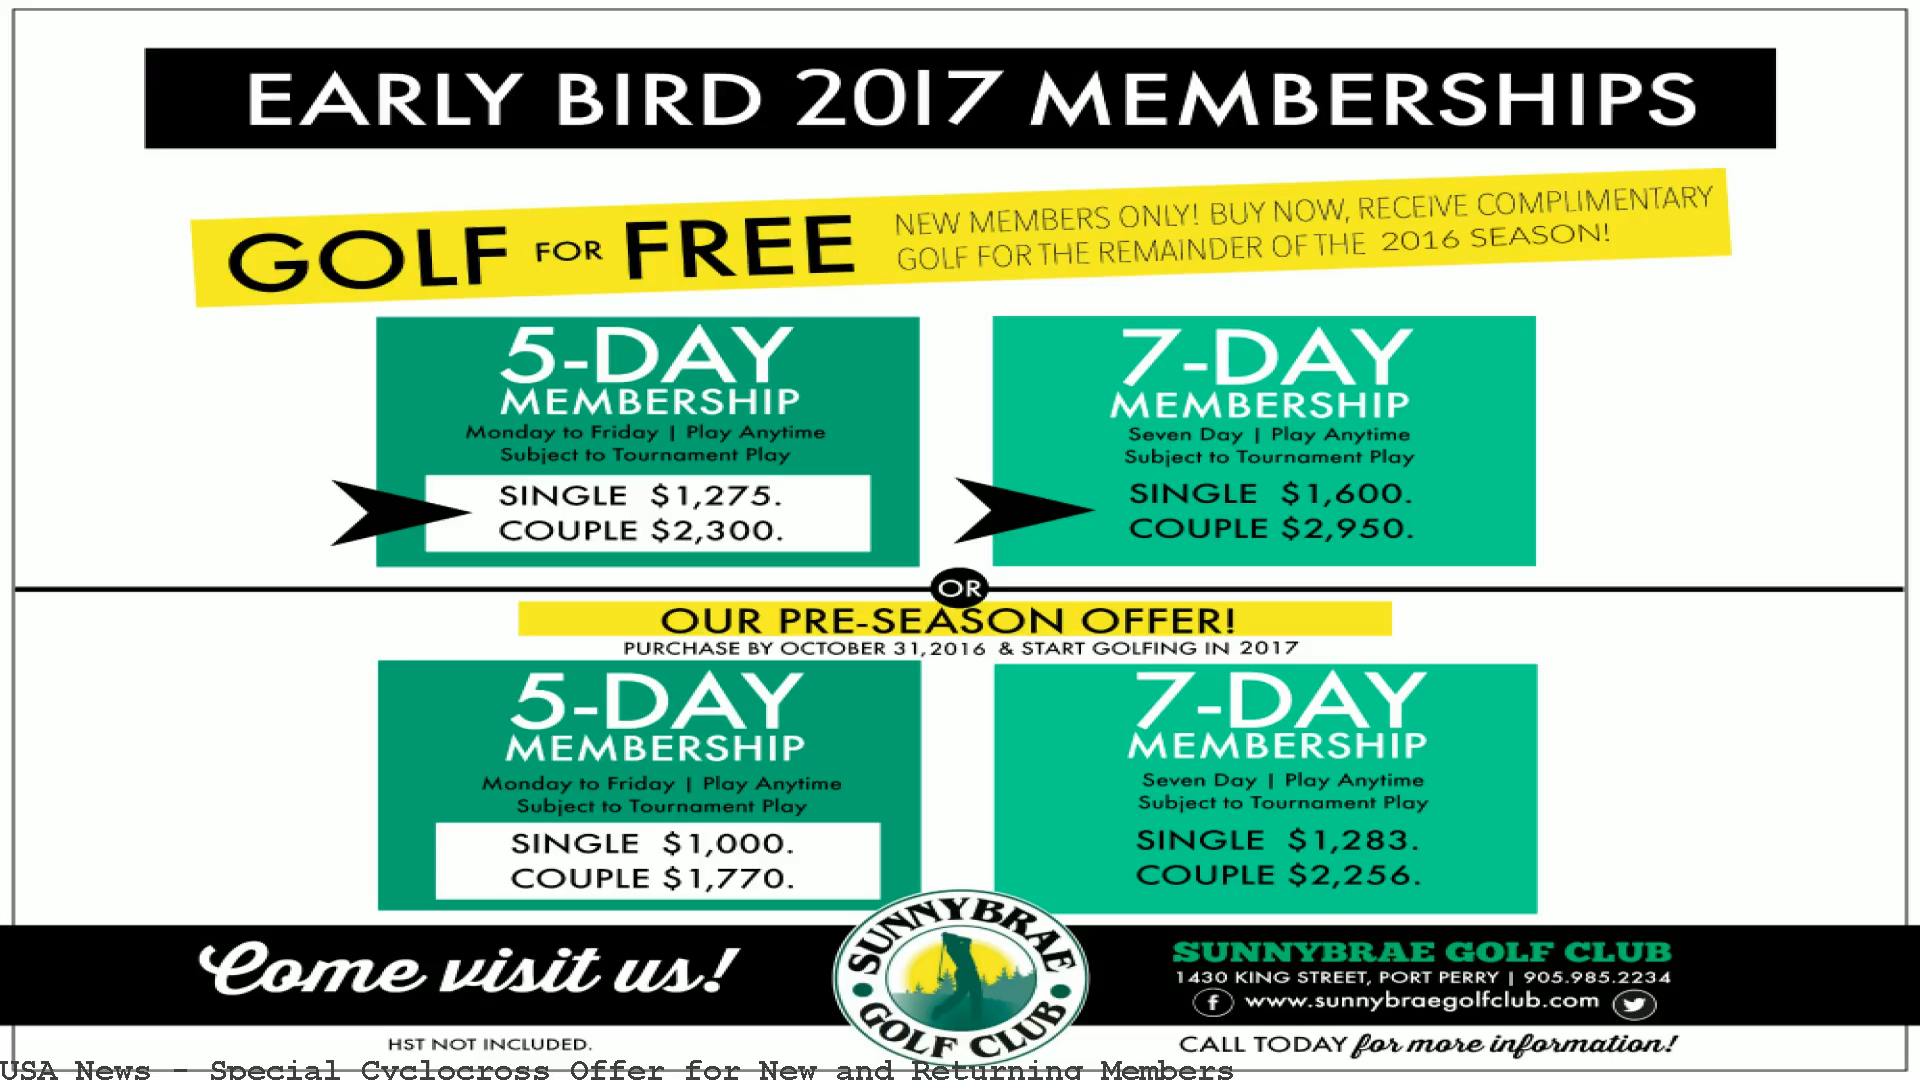 EARLY BIRD 2017 MEMBERSHIPS
GOLF FOR FREE
NEW MEMBERS ONLY! BUY NOW, RECEIVE COMPLIMENTARY
GOLF FOR THE REMAINDER OF THE 2016 SEASON!
5-DAY
MEMBERSHIP
Monday to Friday | Play Anytime
Subject to Tournament Play
SINGLE $1,275.
COUPLE $2,300.
7-DAY
MEMBERSHIP
Seven Day | Play Anytime
Subject to Tournament Play
SINGLE $1,600.
COUPLE $2,950.
OR
OUR PRE-SEASON OFFER!
PURCHASE BY OCTOBER 31,2016 & START GOLFING IN 2017
5-DAY
MEMBERSHIP
Monday to Friday | Play Anytime
Subject to Tournament Play
SINGLE $1,000.
COUPLE $1,770.
7-DAY
MEMBERSHIP
Seven Day | Play Anytime
Subject to Tournament Play
SINGLE $1,283.
COUPLE $2,256.
Come visit us!
SUNNYBRAE
GOLF CLUB
SUNNYBRAE GOLF CLUB
1430 KING STREET, PORT PERRY | 905.985.2234
www.sunnybraegolfclub.com
HST NOT INCLUDED.
CALL TODAY for more information!
USA News - Special Cyclocross Offer for New and Returning Members